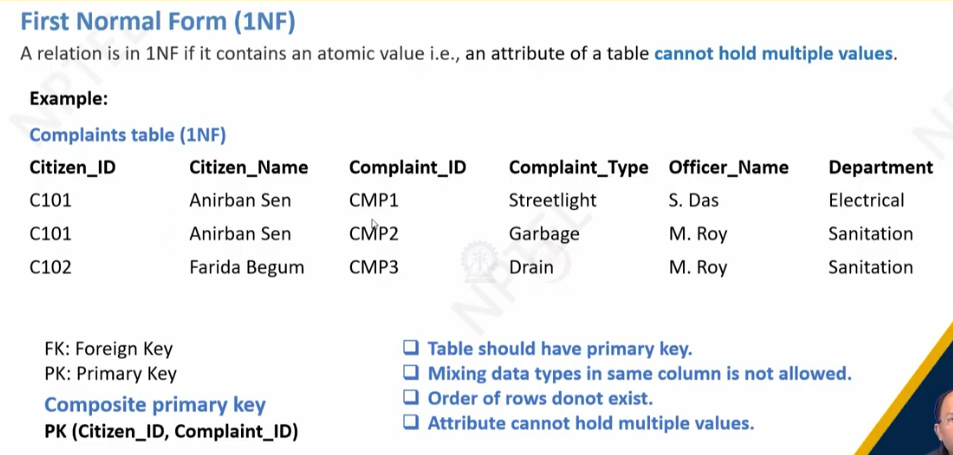 First Normal Form (1NF)
A relation is in 1NF if it contains an atomic value i.e., an attribute of a table cannot hold multiple values.
Example:
Complaints table (1NF)
Citizen_ID Citizen_Name Complaint_ID Complaint_Type Officer_Name Department
C101 Anirban Sen CMP1 Streetlight S. Das Electrical
C101 Anirban Sen CMP2 Garbage M. Roy Sanitation
C102 Farida Begum CMP3 Drain M. Roy Sanitation
FK: Foreign Key
PK: Primary Key
Composite primary key
PK (Citizen_ID, Complaint_ID)
❑ Table should have primary key.
❑ Mixing data types in same column is not allowed.
❑ Order of rows donot exist.
❑ Attribute cannot hold multiple values.
NPTEL
NPTEL